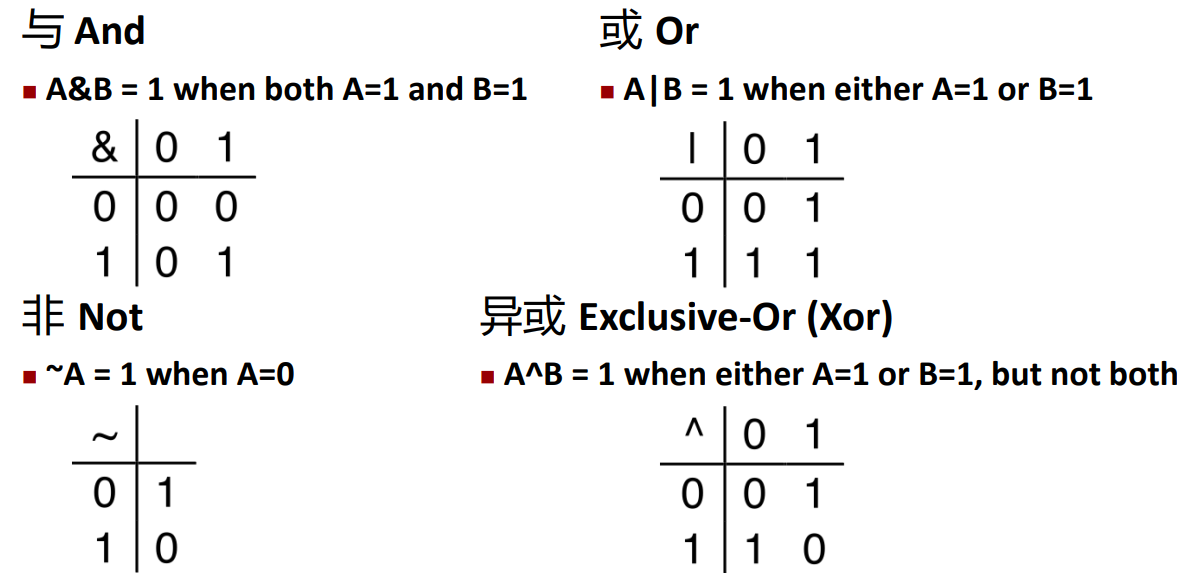 与 And
■ A&B = 1 when both A=1 and B=1
& 0 1
0 0 0
1 0 1
或 Or
■ A|B = 1 when either A=1 or B=1
| 0 1
0 0 1
1 1 1
非 Not
■ ~A = 1 when A=0
~
0 1
1 0
异或 Exclusive-Or (Xor)
■ A^B = 1 when either A=1 or B=1, but not both
^ 0 1
0 0 1
1 1 0